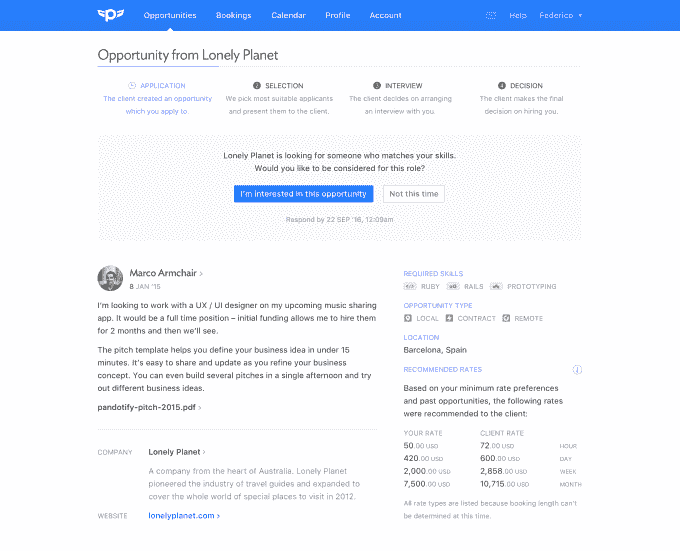 Opportunities Bookings Calendar Profile Account Help Federico
Opportunity from Lonely Planet
APPLICATION
The client created an opportunity
which you apply to.
2 SELECTION
We pick most suitable applicants
and present them to the client.
3 INTERVIEW
The client decides on arranging
an interview with you.
4 DECISION
The client makes the final
decision on hiring you.
Lonely Planet is looking for someone who matches your skills.
Would you like to be considered for this role?
I'm interested in this opportunity
Not this time
Respond by 22 SEP '16, 12:09am
Marco Armchair ›
8 JAN '15
I'm looking to work with a UX / UI designer on my upcoming music sharing
app. It would be a full time position – initial funding allows me to hire them
for 2 months and then we'll see.
The pitch template helps you define your business idea in under 15
minutes. It's easy to share and update as you refine your business
concept. You can even build several pitches in a single afternoon and try
out different business ideas.
pandotify-pitch-2015.pdf ›
COMPANY Lonely Planet ›
A company from the heart of Australia. Lonely Planet
pioneered the industry of travel guides and expanded to
cover the whole world of special places to visit in 2012.
WEBSITE lonelyplanet.com ›
REQUIRED SKILLS
RUBY RAILS PROTOTYPING
OPPORTUNITY TYPE
LOCAL CONTRACT REMOTE
LOCATION
Barcelona, Spain
RECOMMENDED RATES
Based on your minimum rate preferences
and past opportunities, the following rates
were recommended to the client:
YOUR RATE CLIENT RATE
50.00 USD 72.00 USD HOUR
420.00 USD 600.00 USD DAY
2,000.00 USD 2,858.00 USD WEEK
7,500.00 USD 10,715.00 USD MONTH
All rate types are listed because booking length can't
be determined at this time.